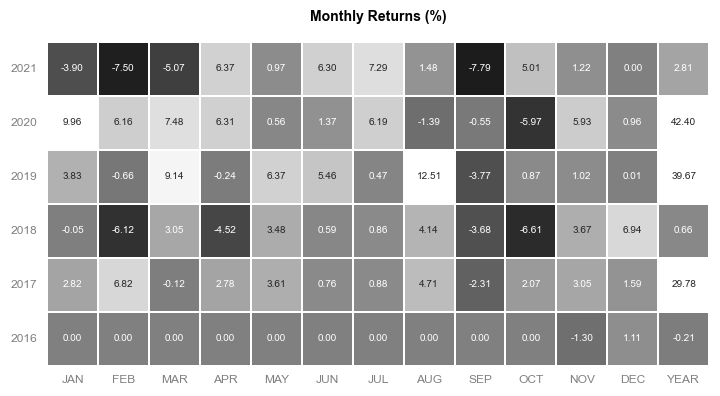 Monthly Returns (%)
2021 -3.90 -7.50 -5.07 6.37 0.97 6.30 7.29 1.48 -7.79 5.01 1.22 0.00 2.81
2020 9.96 6.16 7.48 6.31 0.56 1.37 6.19 -1.39 -0.55 -5.97 5.93 0.96 42.40
2019 3.83 -0.66 9.14 -0.24 6.37 5.46 0.47 12.51 -3.77 0.87 1.02 0.01 39.67
2018 -0.05 -6.12 3.05 -4.52 3.48 0.59 0.86 4.14 -3.68 -6.61 3.67 6.94 0.66
2017 2.82 6.82 -0.12 2.78 3.61 0.76 0.88 4.71 -2.31 2.07 3.05 1.59 29.78
2016 0.00 0.00 0.00 0.00 0.00 0.00 0.00 0.00 0.00 0.00 -1.30 1.11 -0.21
JAN FEB MAR APR MAY JUN JUL AUG SEP OCT NOV DEC YEAR